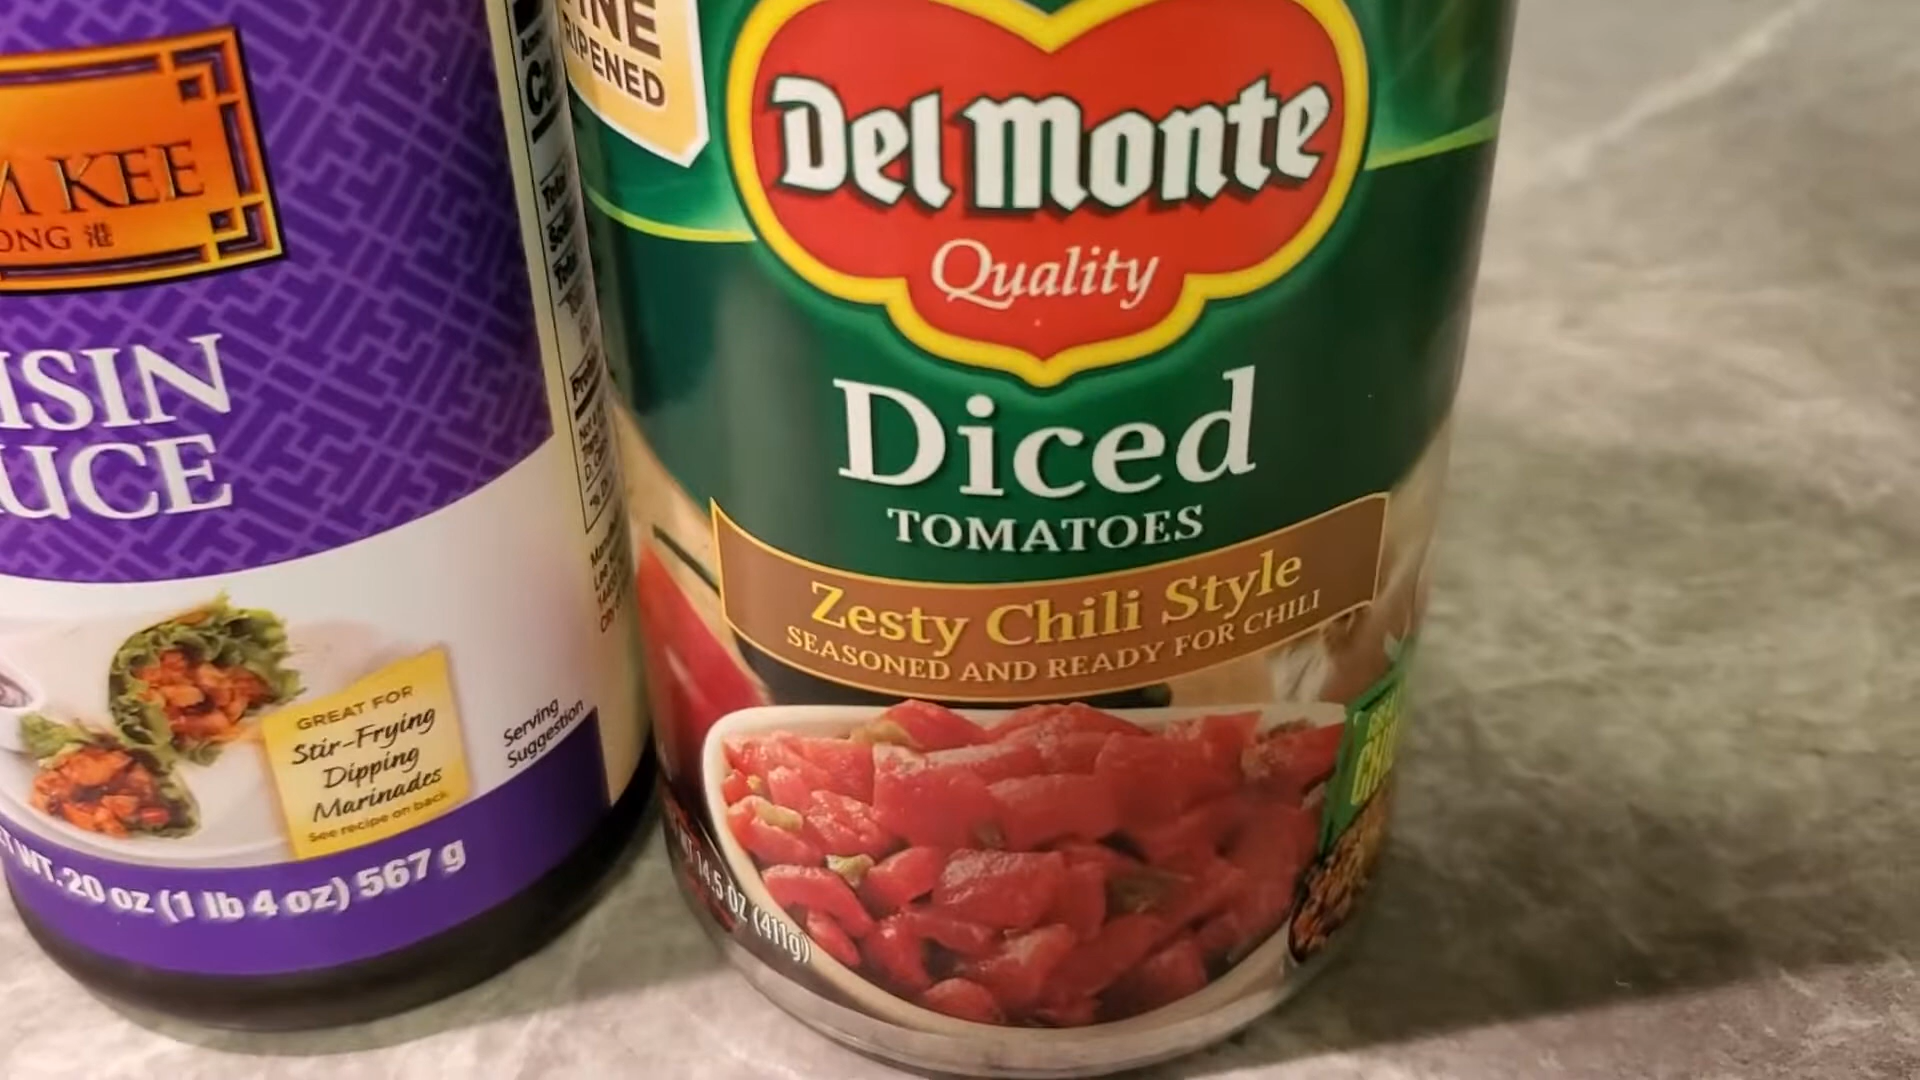 KEE
ONG 港
ISIN
UCE
GREAT FOR
Stir-Frying
Dipping
Marinades
See recipe on back
Serving
Suggestion
WT. 20 oz (1 lb 4 oz) 567 g
RIPENED
Del Monte
Quality
Diced
TOMATOES
Zesty Chili Style
SEASONED AND READY FOR CHILI
14.5 OZ (411g)